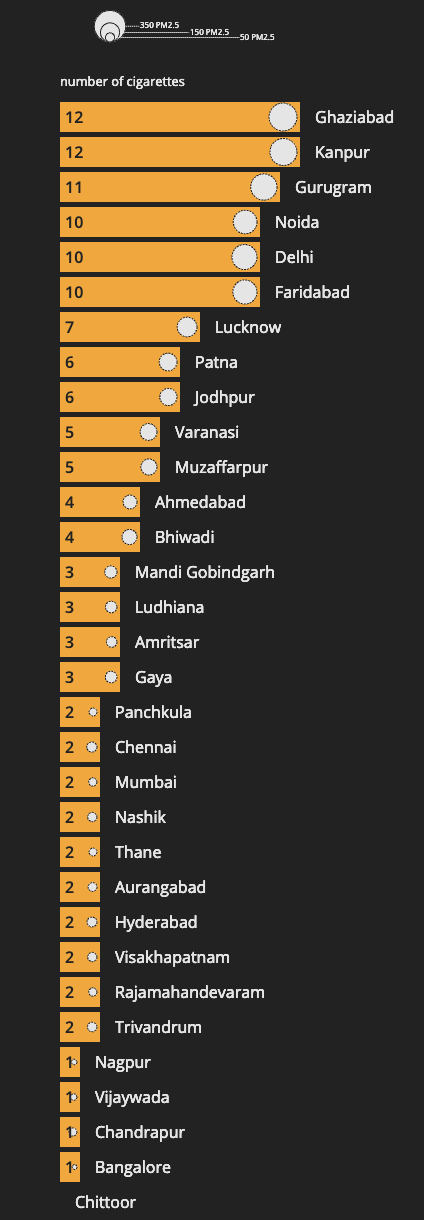 350 PM2.5
150 PM2.5
50 PM2.5
number of cigarettes
12 Ghaziabad
12 Kanpur
11 Gurugram
10 Noida
10 Delhi
10 Faridabad
7 Lucknow
6 Patna
6 Jodhpur
5 Varanasi
5 Muzaffarpur
4 Ahmedabad
4 Bhiwadi
3 Mandi Gobindgarh
3 Ludhiana
3 Amritsar
3 Gaya
2 Panchkula
2 Chennai
2 Mumbai
2 Nashik
2 Thane
2 Aurangabad
2 Hyderabad
2 Visakhapatnam
2 Rajamahandevaram
2 Trivandrum
1 Nagpur
1 Vijaywada
1 Chandrapur
1 Bangalore
Chittoor